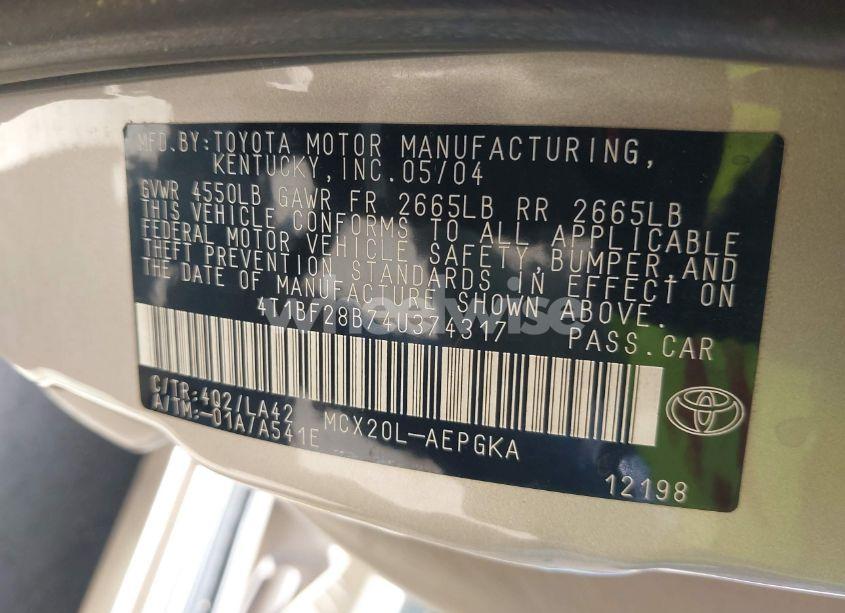 MFD.BY:TOYOTA MOTOR MANUFACTURING,
KENTUCKY,INC.05/04
GVWR 4550LB GAWR FR 2665LB RR 2665LB
THIS VEHICLE CONFORMS TO ALL APPLICABLE
FEDERAL MOTOR VEHICLE SAFETY,BUMPER,AND
THEFT PREVENTION STANDARDS IN EFFECT ON
THE DATE OF MANUFACTURE SHOWN ABOVE.
4T1BF28BZ4U374317 PASS.CAR
wheelwise
C/TR:4Q2/LA42
A/TM:-01A/A541E
MCX20L-AEPGKA
12198